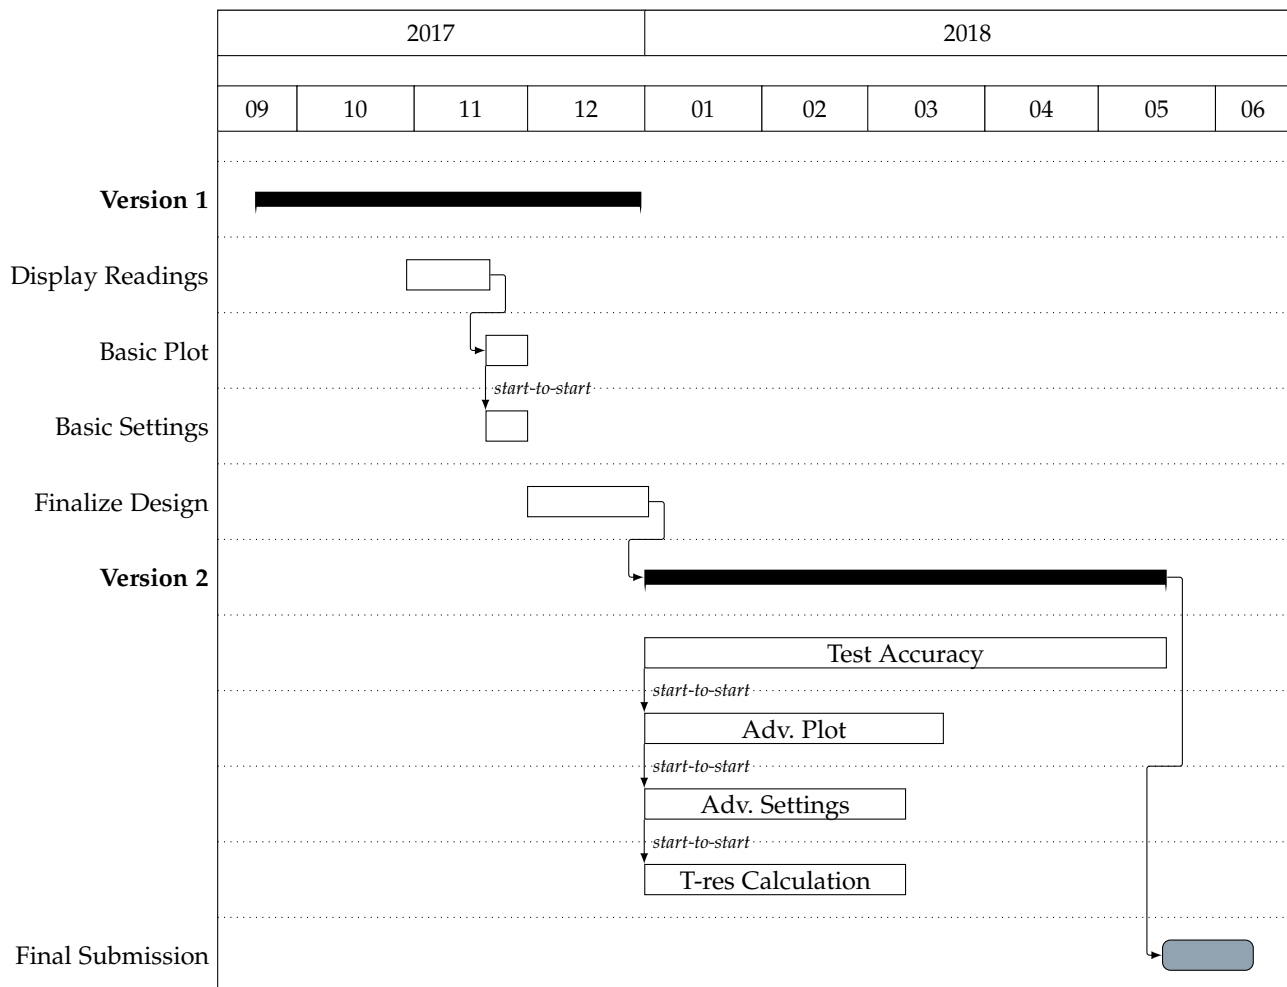 2017 2018
09 10 11 12 01 02 03 04 05 06
Version 1
Display Readings
Basic Plot
start-to-start
Basic Settings
Finalize Design
Version 2
Test Accuracy
start-to-start
Adv. Plot
start-to-start
Adv. Settings
start-to-start
T-res Calculation
Final Submission